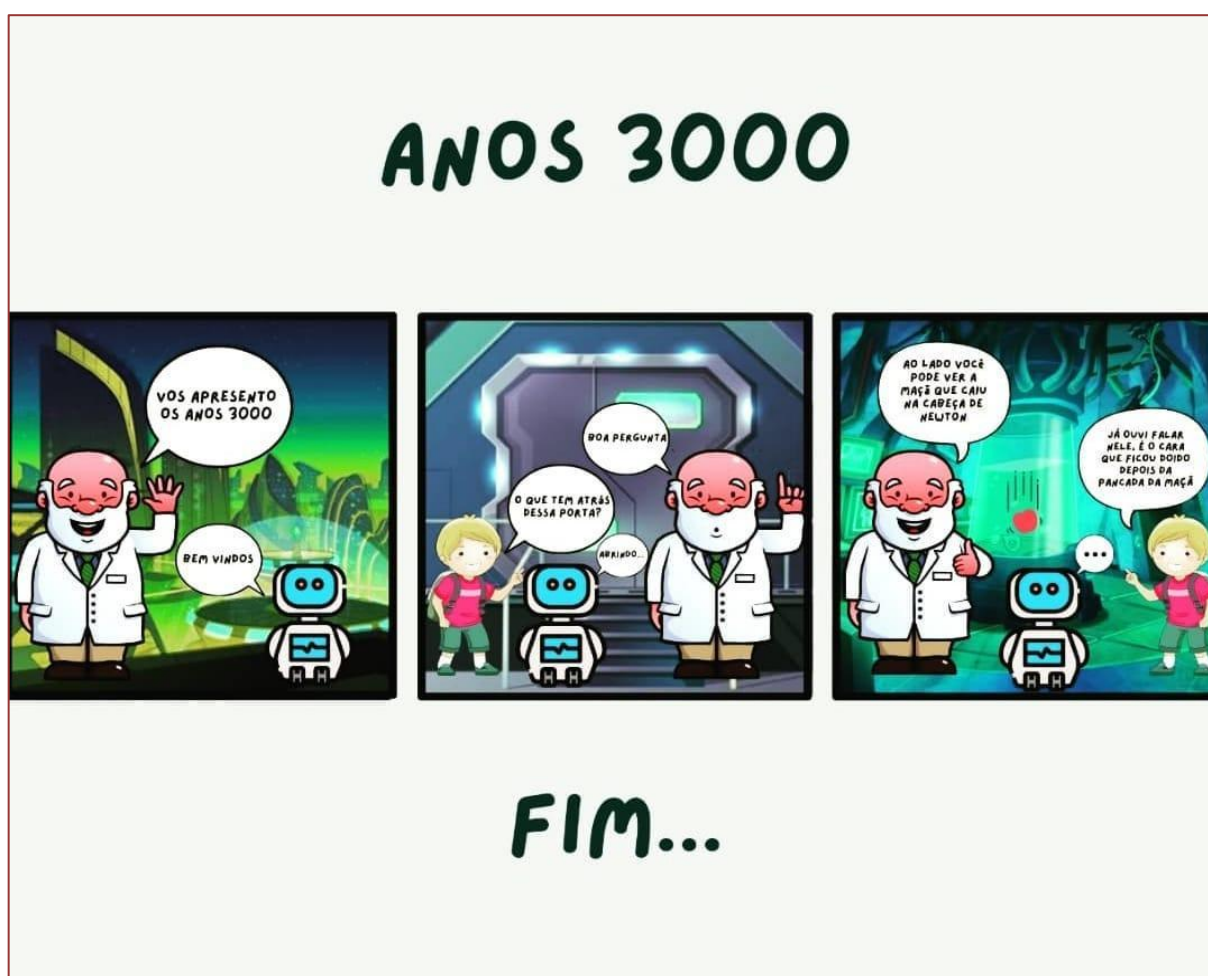 ANOS 3000
VOS APRESENTO
OS ANOS 3000
BEM VINDOS
O QUE TEM ATRÁS
DESSA PORTA?
BOA PERGUNTA
ABRINDO...
AO LADO VOCÊ
PODE VER A
MAÇÃ QUE CAIU
NA CABEÇA DE
NEWTON
JÁ OUVI FALAR
NELE, É O CARA
QUE FICOU DOIDO
DEPOIS DA
PANCADA DA MAÇÃ
...
FIM...